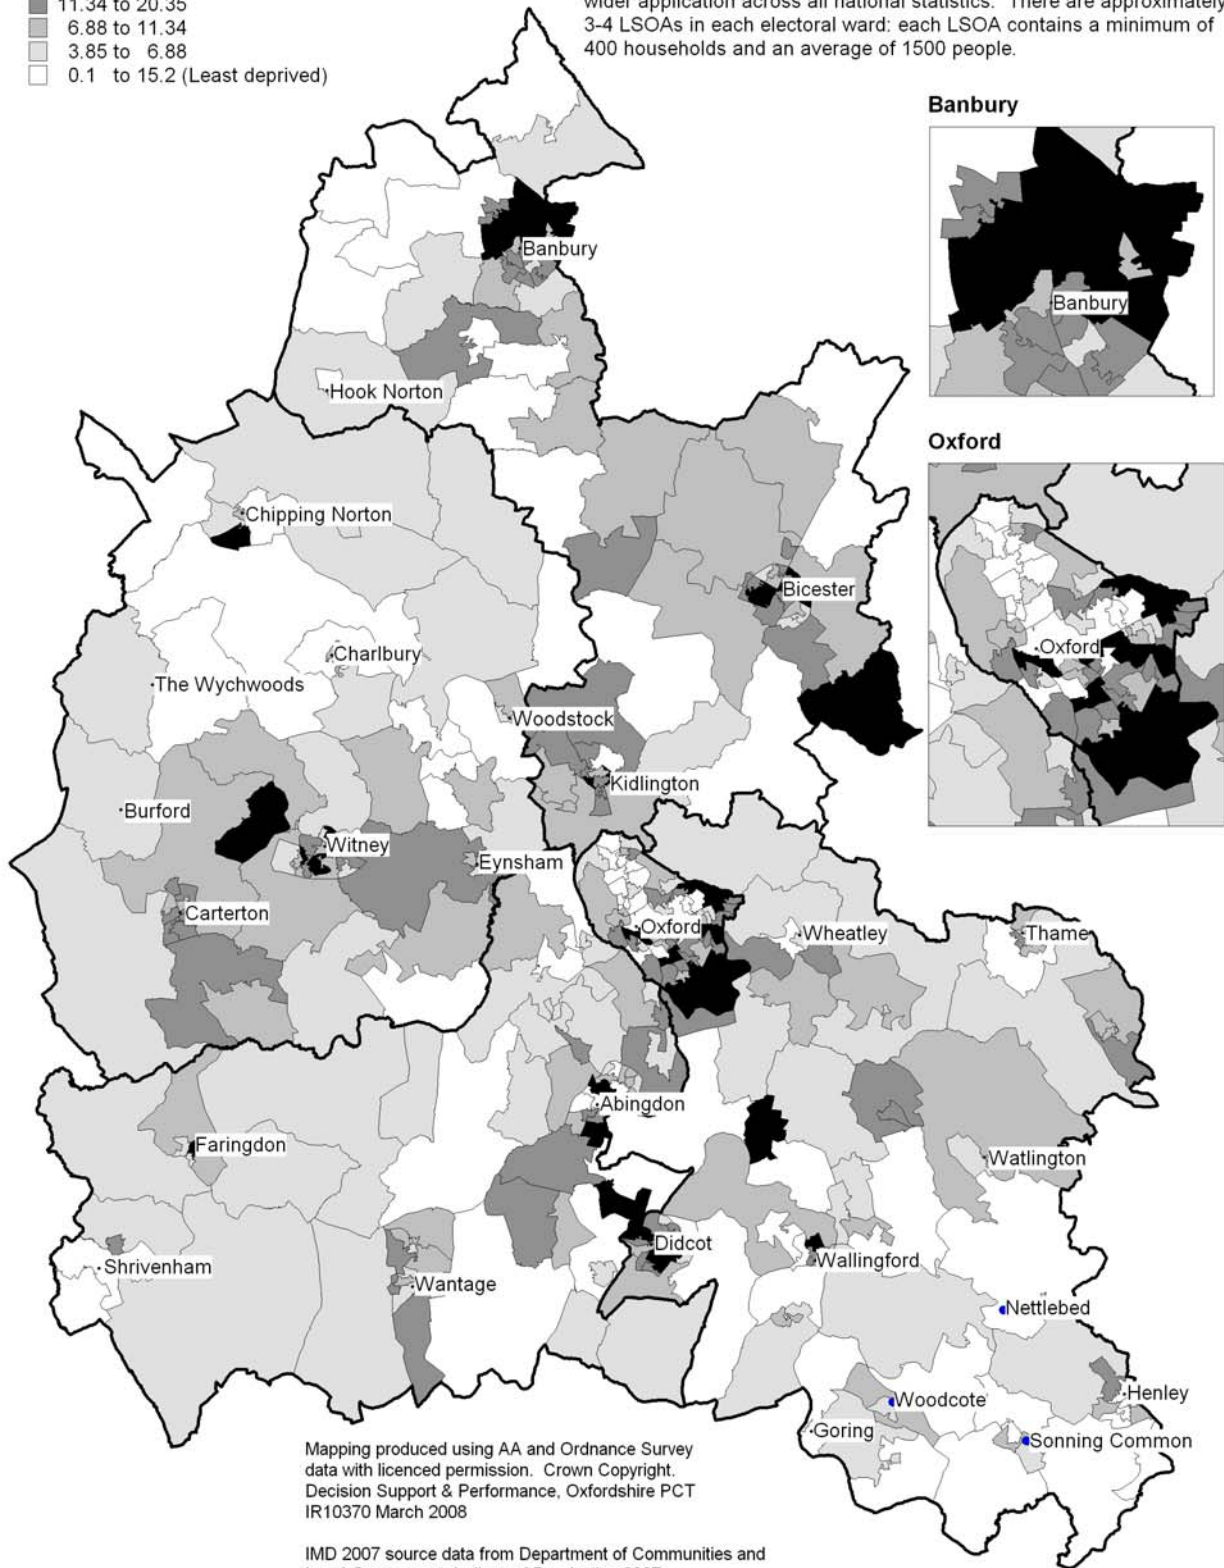 11.34 to 20.35
6.88 to 11.34
3.85 to 6.88
0.1 to 15.2 (Least deprived)
wider application across all national statistics. There are approximately
3-4 LSOAs in each electoral ward: each LSOA contains a minimum of
400 households and an average of 1500 people.
Banbury
Banbury
Banbury
Hook Norton
Oxford
Chipping Norton
Bicester
Oxford
Charlbury
The Wychwoods
Woodstock
Kidlington
Burford
Witney
Eynsham
Carterton
Oxford
Wheatley
Thame
Abingdon
Faringdon
Watlington
Didcot
Wallingford
Shrivenham
Wantage
Nettlebed
Woodcote
Henley
Goring
Sonning Common
Mapping produced using AA and Ordnance Survey
data with licenced permission. Crown Copyright.
Decision Support & Performance, Oxfordshire PCT
IR10370 March 2008
IMD 2007 source data from Department of Communities and